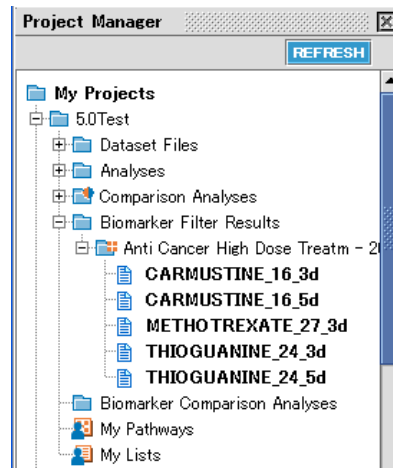 Project Manager
REFRESH
My Projects
5.0Test
Dataset Files
Analyses
Comparison Analyses
Biomarker Filter Results
Anti Cancer High Dose Treatm - 2
CARMUSTINE_16_3d
CARMUSTINE_16_5d
METHOTREXATE_27_3d
THIOGUANINE_24_3d
THIOGUANINE_24_5d
Biomarker Comparison Analyses
My Pathways
My Lists